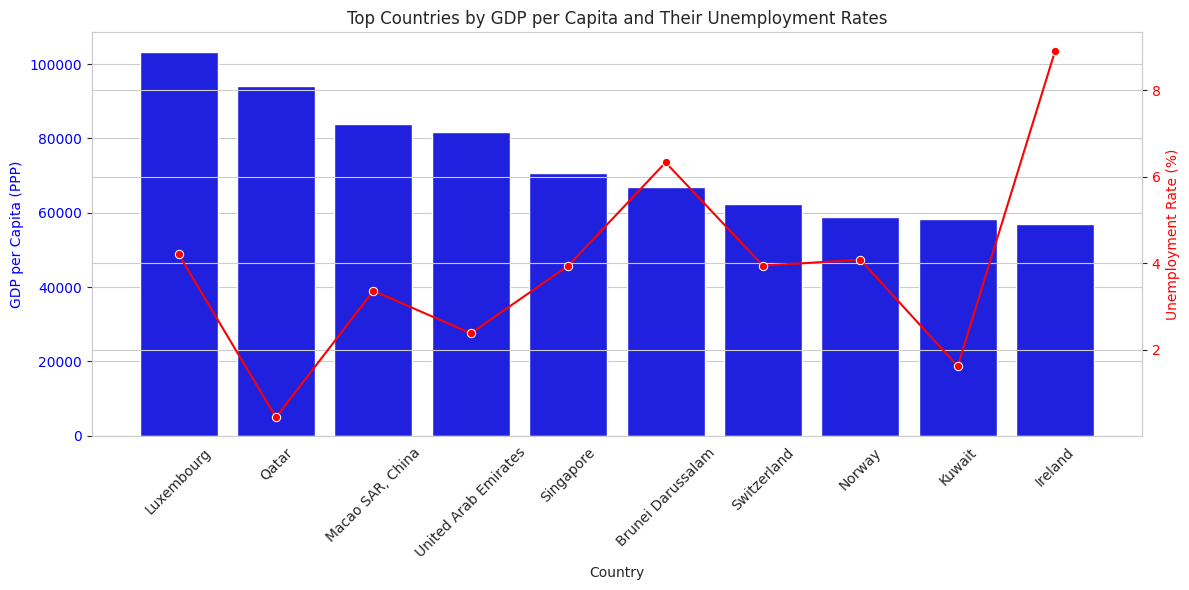 Top Countries by GDP per Capita and Their Unemployment Rates
GDP per Capita (PPP)
100000
80000
60000
40000
20000
0
8
6
4
2
Unemployment Rate (%)
Luxembourg
Qatar
Macao SAR, China
United Arab Emirates
Singapore
Brunei Darussalam
Switzerland
Norway
Kuwait
Ireland
Country